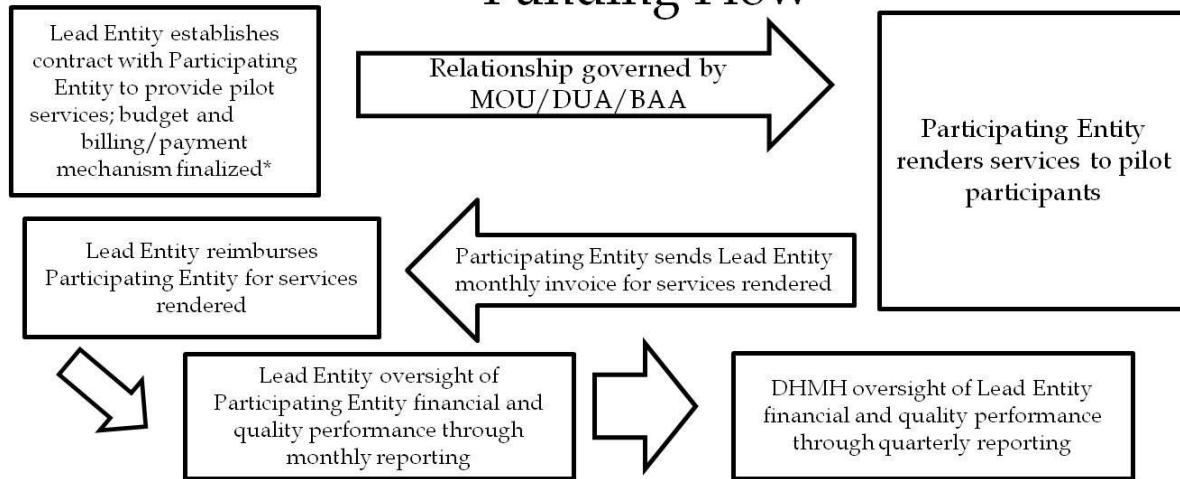 Funding Flow
Lead Entity establishes
contract with Participating
Entity to provide pilot
services; budget and
billing/payment
mechanism finalized*
Relationship governed by
MOU/DUA/BAA
Participating Entity
renders services to pilot
participants
Lead Entity reimburses
Participating Entity for services
rendered
Participating Entity sends Lead Entity
monthly invoice for services rendered
Lead Entity oversight of
Participating Entity financial and
quality performance through
monthly reporting
DHMH oversight of Lead Entity
financial and quality performance
through quarterly reporting